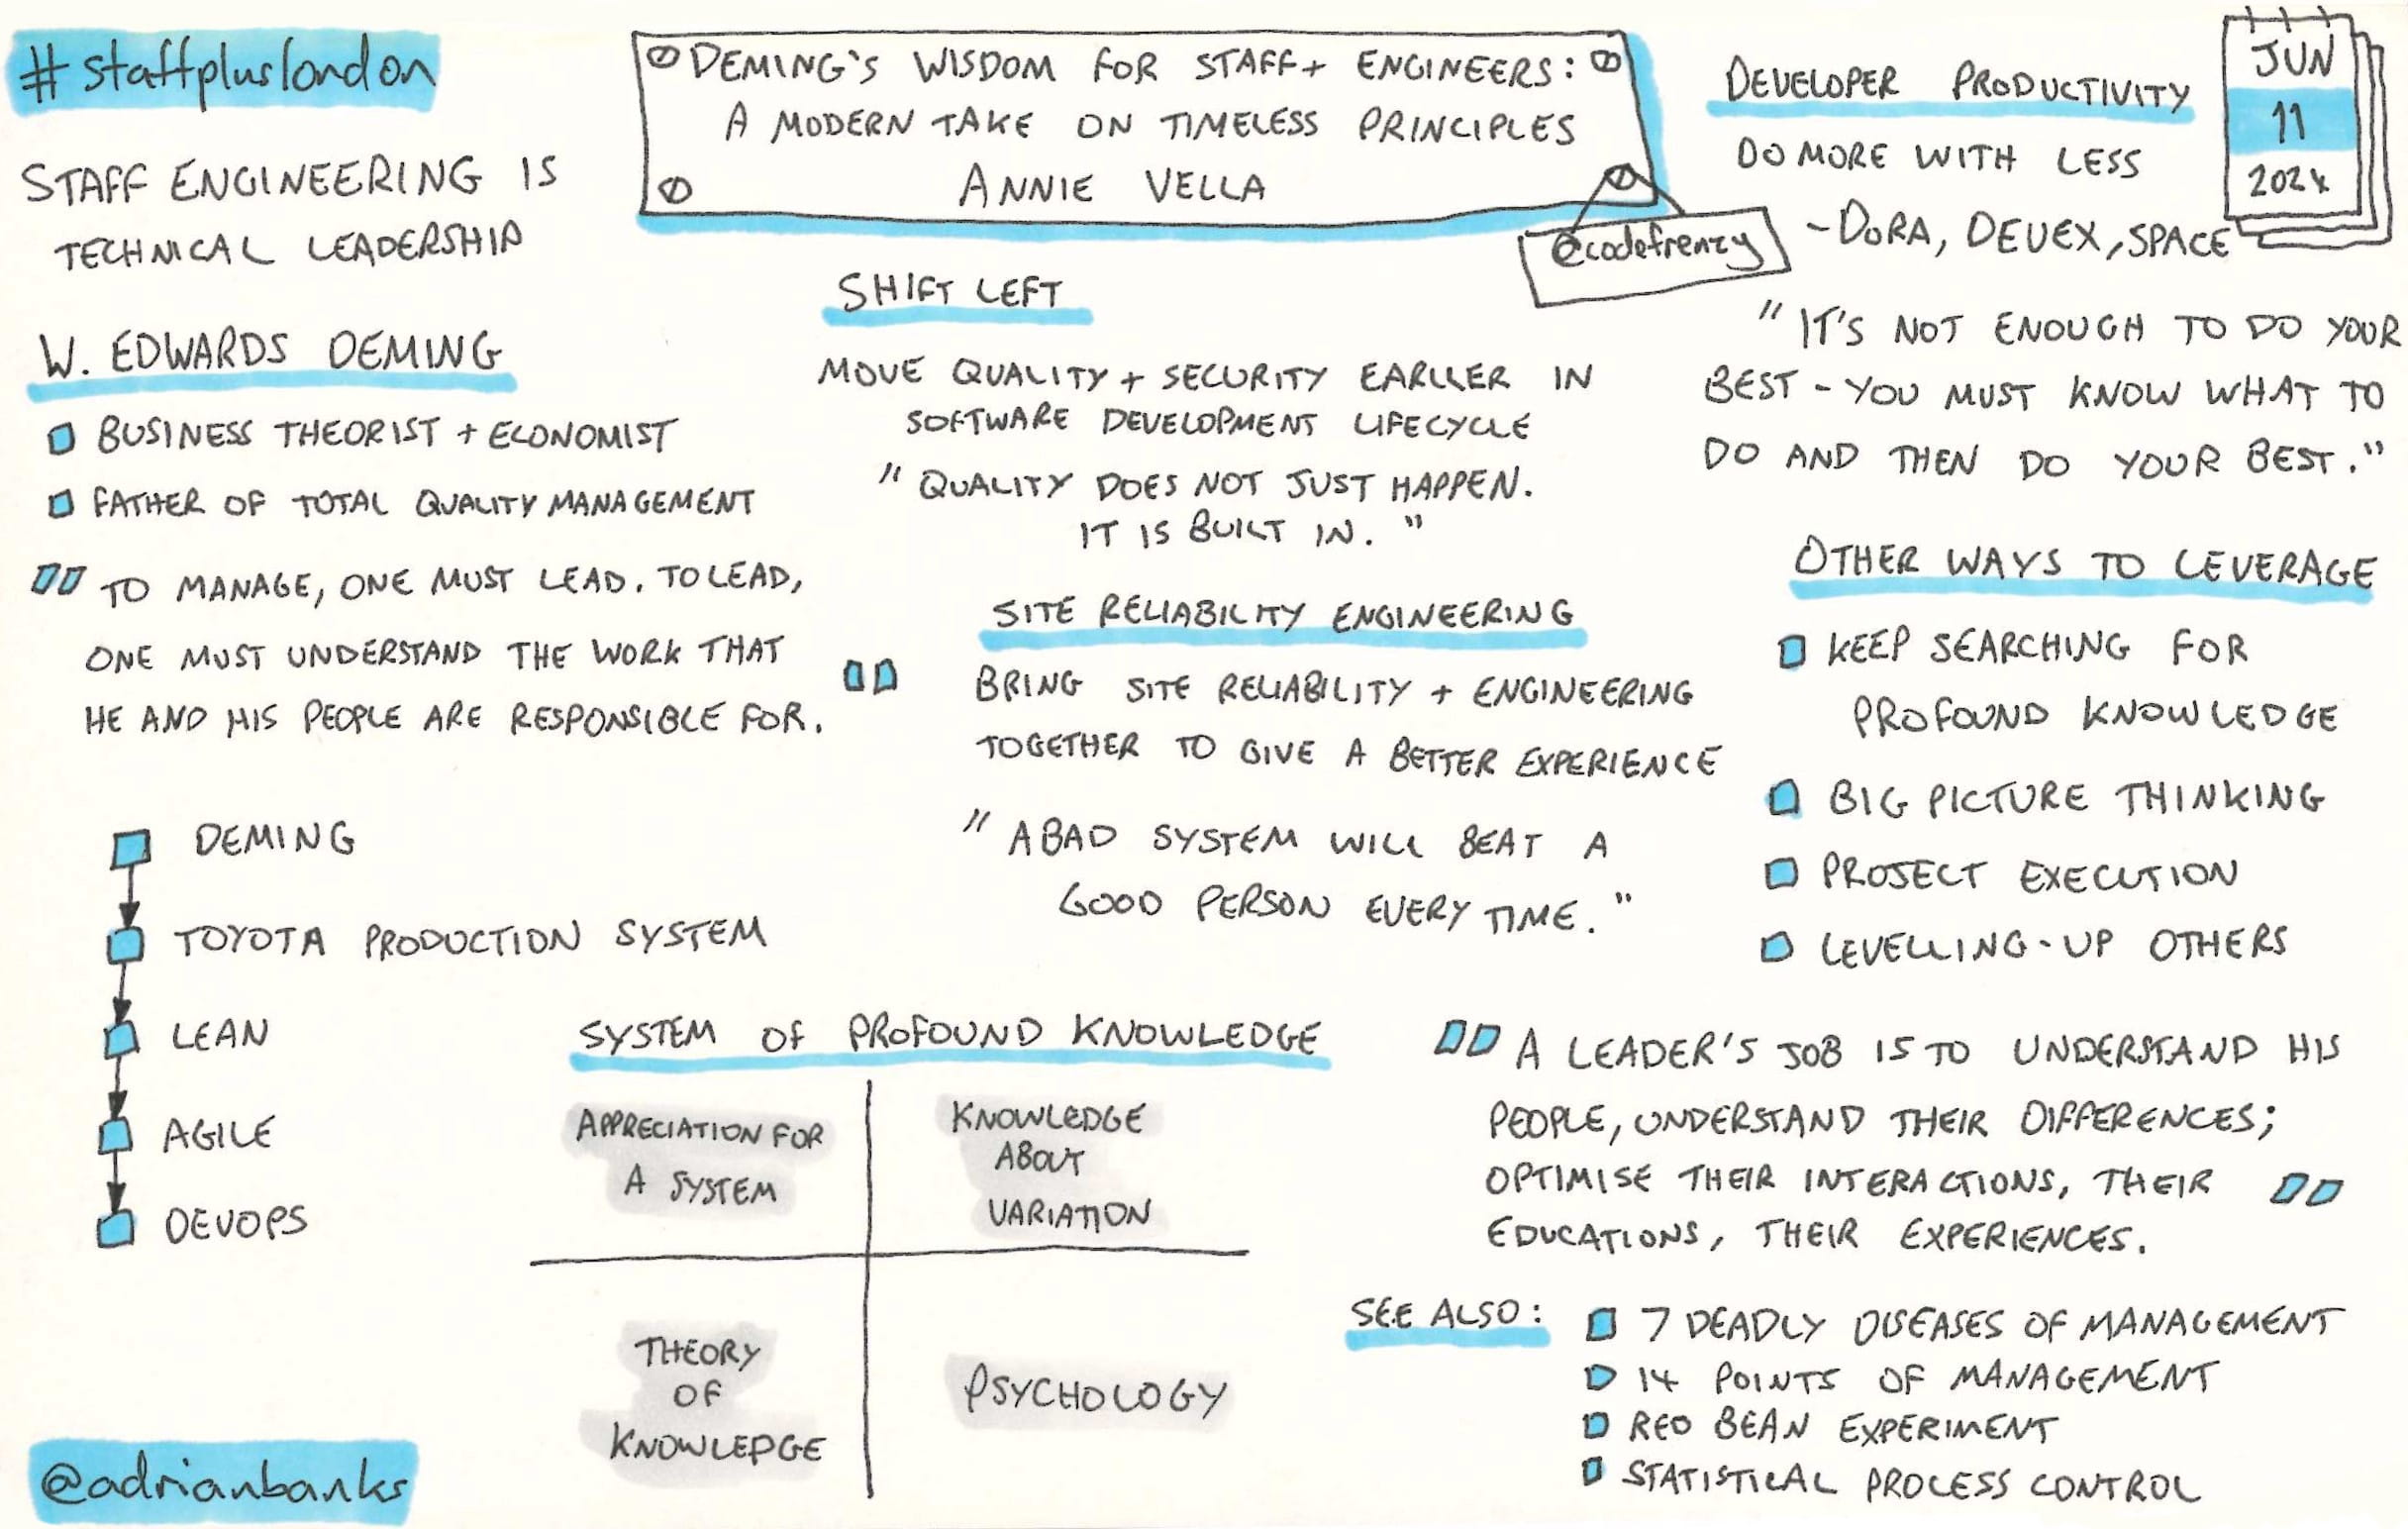 #staffpluslondon
STAFF ENGINEERING IS
TECHNICAL LEADERSHIP
DEMING'S WISDOM FOR STAFF+ ENGINEERS:
A MODERN TAKE ON TIMELESS PRINCIPLES
ANNIE VELLA
@codefrenzy
JUN
11
2024
W. EDWARDS DEMING
BUSINESS THEORIST + ECONOMIST
FATHER OF TOTAL QUALITY MANAGEMENT
" TO MANAGE, ONE MUST LEAD. TO LEAD,
ONE MUST UNDERSTAND THE WORK THAT
HE AND HIS PEOPLE ARE RESPONSIBLE FOR. "
DEMING
TOYOTA PRODUCTION SYSTEM
LEAN
AGILE
DEVOPS
@adrianbanks
SHIFT LEFT
MOVE QUALITY + SECURITY EARLIER IN
SOFTWARE DEVELOPMENT LIFECYCLE
" QUALITY DOES NOT JUST HAPPEN.
IT IS BUILT IN. "
SITE RELIABILITY ENGINEERING
BRING SITE RELIABILITY + ENGINEERING
TOGETHER TO GIVE A BETTER EXPERIENCE
" A BAD SYSTEM WILL BEAT A
GOOD PERSON EVERY TIME. "
SYSTEM OF PROFOUND KNOWLEDGE
APPRECIATION FOR
A SYSTEM
KNOWLEDGE
ABOUT
VARIATION
THEORY
OF
KNOWLEDGE
PSYCHOLOGY
DEVELOPER PRODUCTIVITY
DO MORE WITH LESS
- DORA, DEVEX, SPACE
" IT'S NOT ENOUGH TO DO YOUR
BEST - YOU MUST KNOW WHAT TO
DO AND THEN DO YOUR BEST. "
OTHER WAYS TO LEVERAGE
KEEP SEARCHING FOR
PROFOUND KNOWLEDGE
BIG PICTURE THINKING
PROJECT EXECUTION
LEVELLING-UP OTHERS
" A LEADER'S JOB IS TO UNDERSTAND HIS
PEOPLE, UNDERSTAND THEIR DIFFERENCES;
OPTIMISE THEIR INTERACTIONS, THEIR
EDUCATIONS, THEIR EXPERIENCES. "
SEE ALSO:
7 DEADLY DISEASES OF MANAGEMENT
14 POINTS OF MANAGEMENT
RED BEAN EXPERIMENT
STATISTICAL PROCESS CONTROL